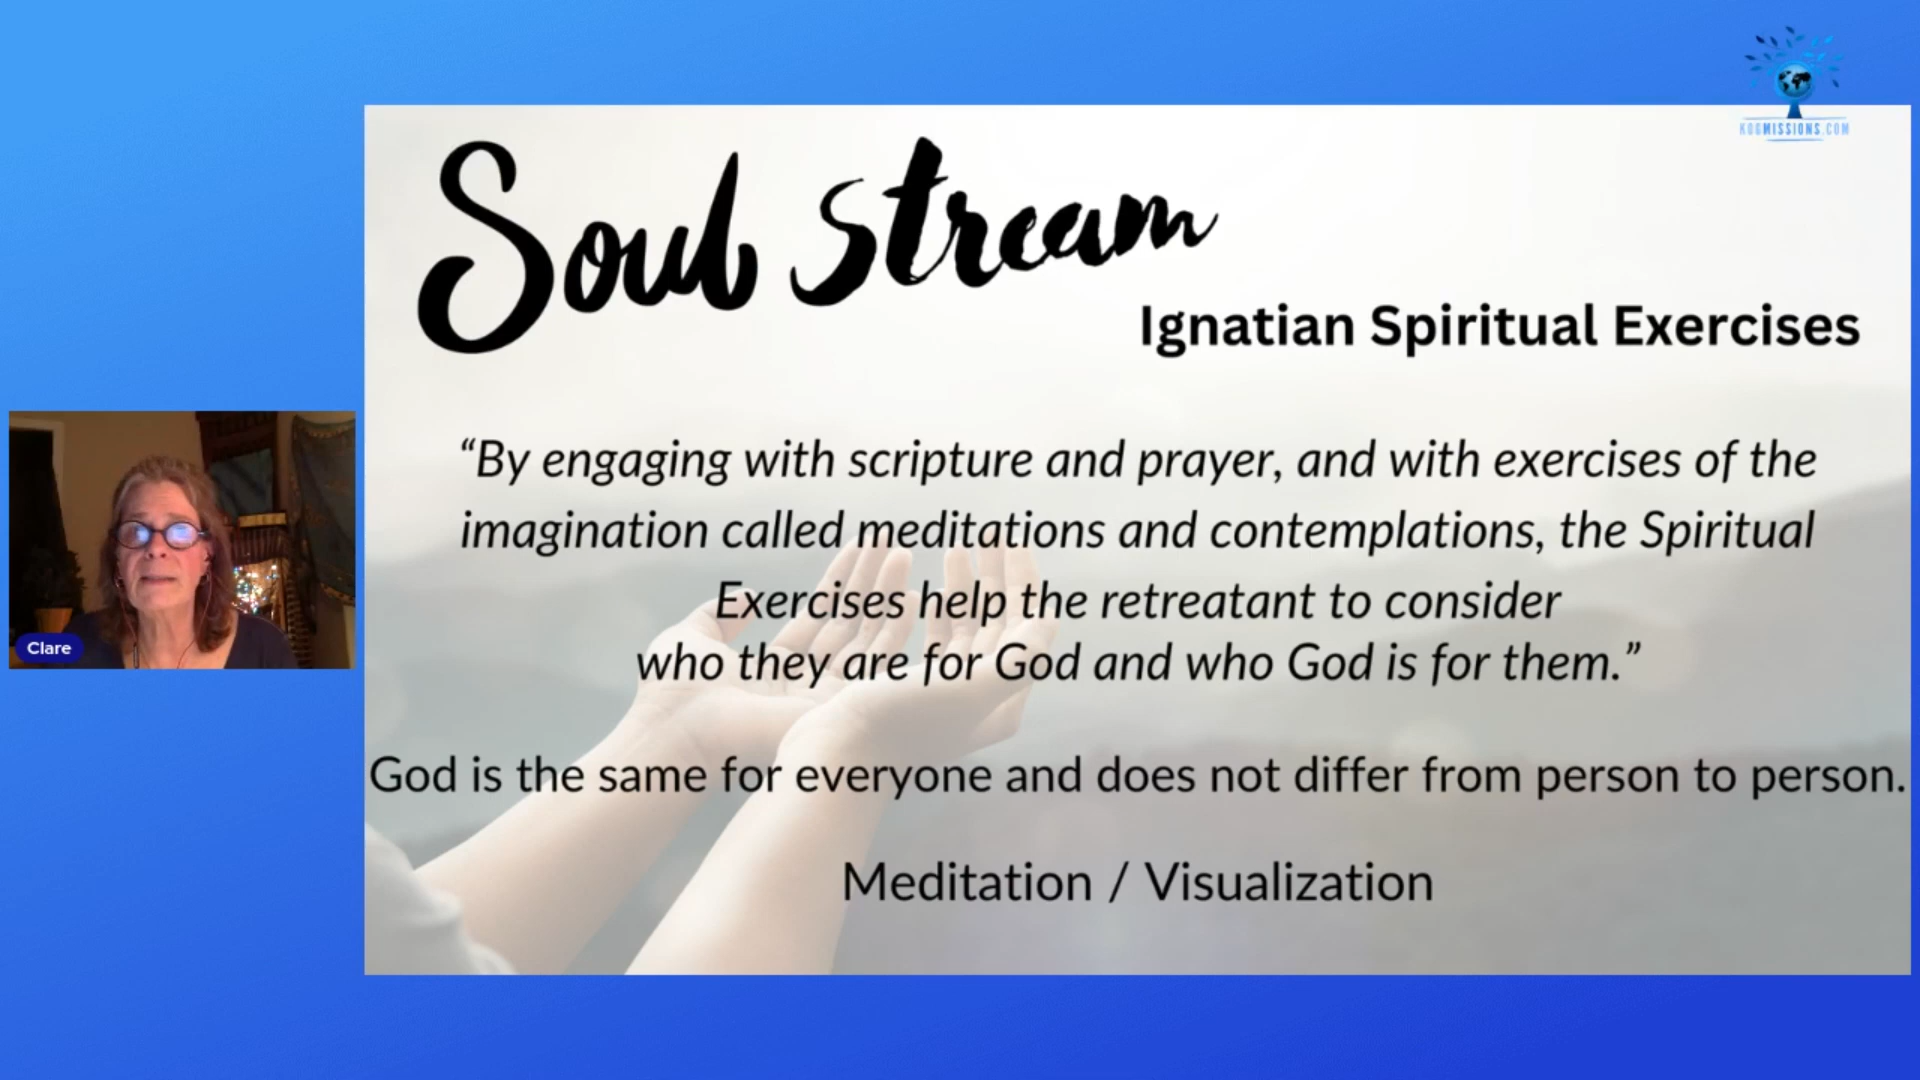 KOGMISSIONS.COM
Soul Stream
Ignatian Spiritual Exercises
“By engaging with scripture and prayer, and with exercises of the
imagination called meditations and contemplations, the Spiritual
Exercises help the retreatant to consider
who they are for God and who God is for them.”
God is the same for everyone and does not differ from person to person.
Meditation / Visualization
Clare